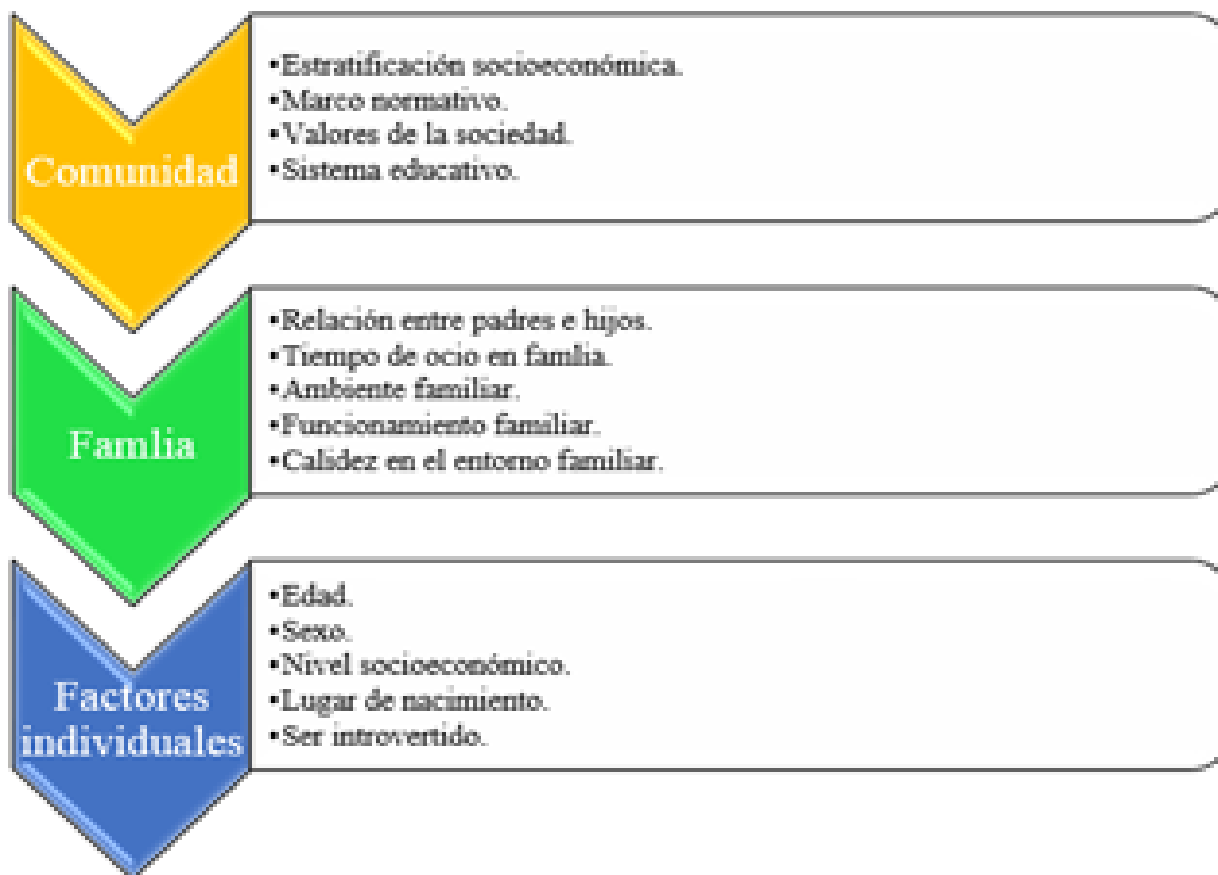 Comunidad
•Estratificación socioeconómica.
•Marco normativo.
•Valores de la sociedad.
•Sistema educativo.
Famlia
•Relación entre padres e hijos.
•Tiempo de ocio en familia.
•Ambiente familiar.
•Funcionamiento familiar.
•Calidez en el entorno familiar.
Factores
individuales
•Edad.
•Sexo.
•Nivel socioeconómico.
•Lugar de nacimiento.
•Ser introvertido.